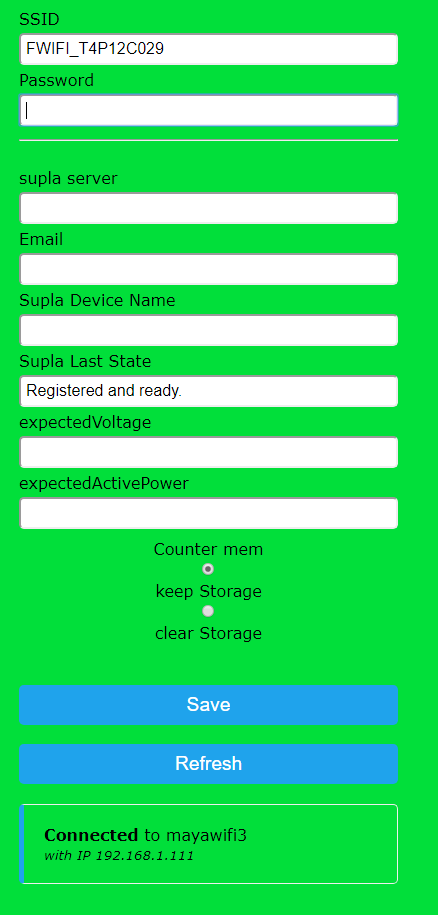 SSID
FWIFI_T4P12C029
Password
supla server
Email
Supla Device Name
Supla Last State
Registered and ready.
expectedVoltage
expectedActivePower
Counter mem
keep Storage
clear Storage
Save
Refresh
Connected to mayawifi3
with IP 192.168.1.111